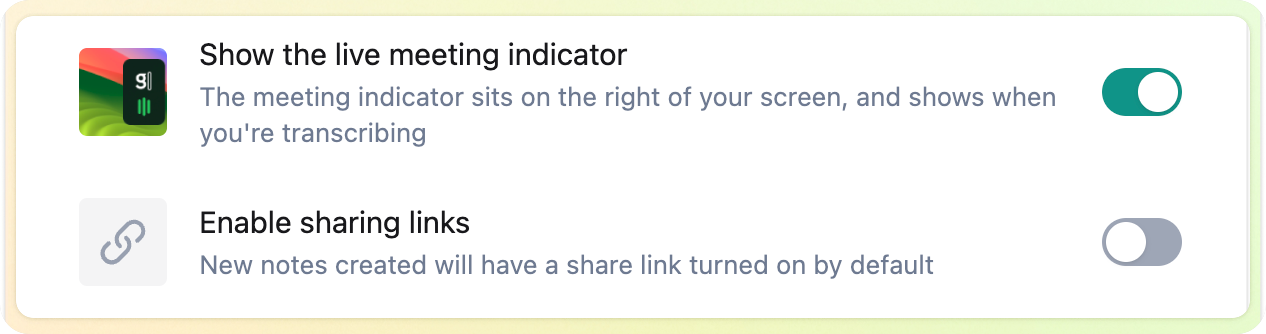 Show the live meeting indicator
The meeting indicator sits on the right of your screen, and shows when
you're transcribing
Enable sharing links
New notes created will have a share link turned on by default